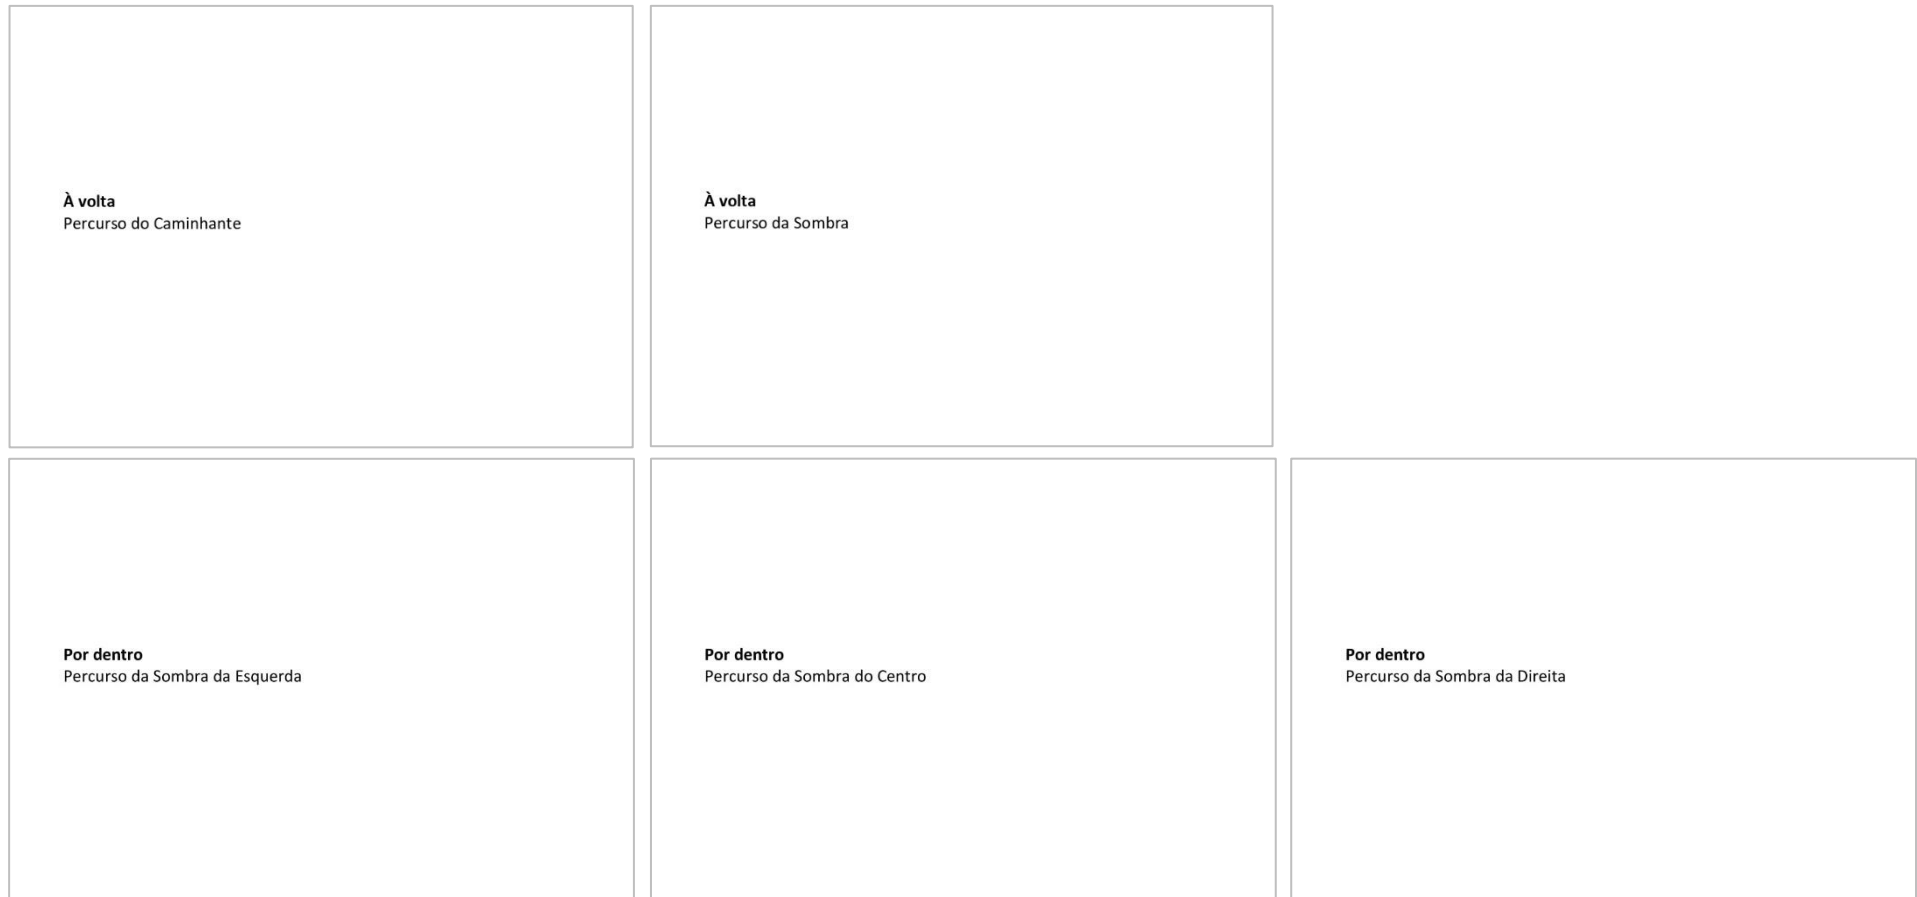 À volta
Percurso do Caminhante
À volta
Percurso da Sombra
Por dentro
Percurso da Sombra da Esquerda
Por dentro
Percurso da Sombra do Centro
Por dentro
Percurso da Sombra da Direita